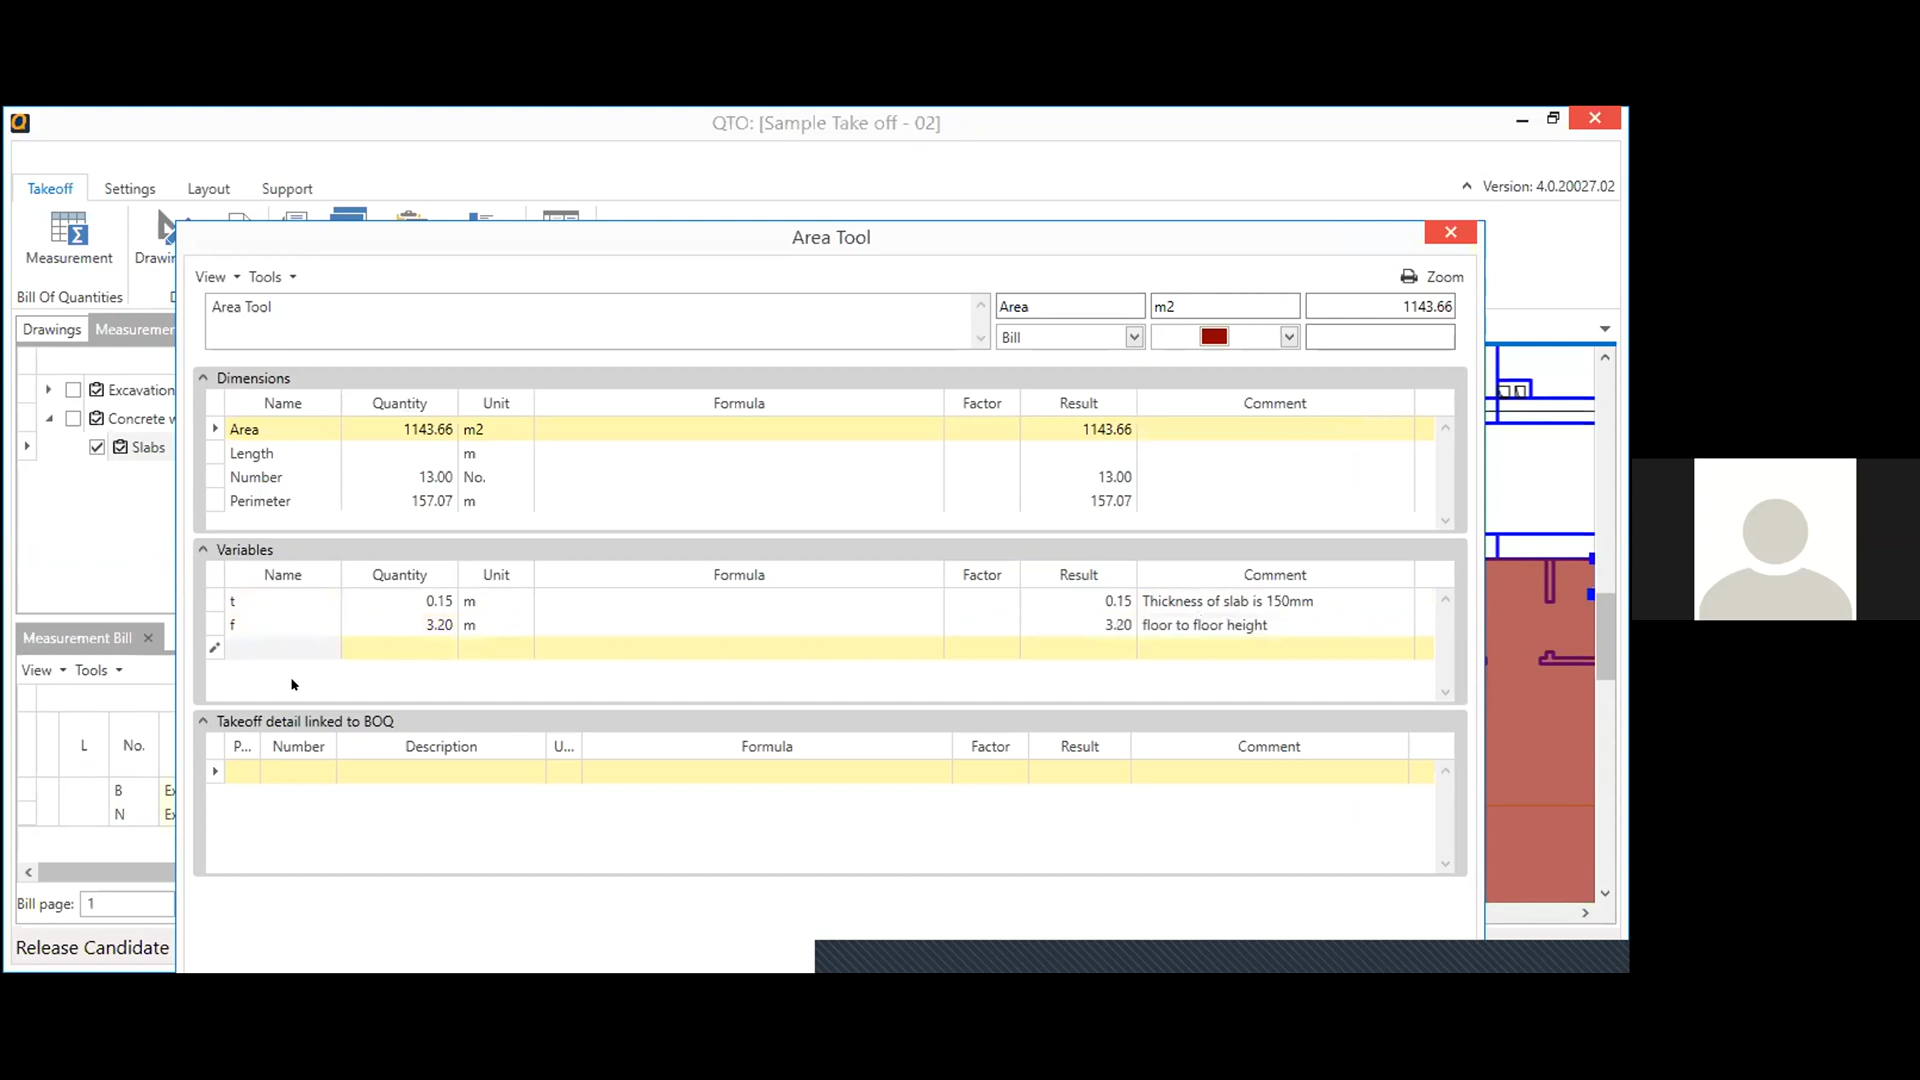 QTO: [Sample Take off - 02]
Takeoff Settings Layout Support Version: 4.0.20027.02
Measurement
Bill Of Quantities
Area Tool
View Tools Zoom
Area Tool Area m2 1143.66
Bill
Drawings
Excavation
Slabs
Dimensions
Name Quantity Unit Formula Factor Result Comment
Area 1143.66 m2 1143.66
Length m
Number 13.00 No. 13.00
Perimeter 157.07 m 157.07
Variables
Name Quantity Unit Formula Factor Result Comment
t 0.15 m 0.15 Thickness of slab is 150mm
f 3.20 m 3.20 floor to floor height
Takeoff detail linked to BOQ
P... Number Description U... Formula Factor Result Comment
Measurement Bill
View Tools
L No.
B
N
Bill page: 1
Release Candidate